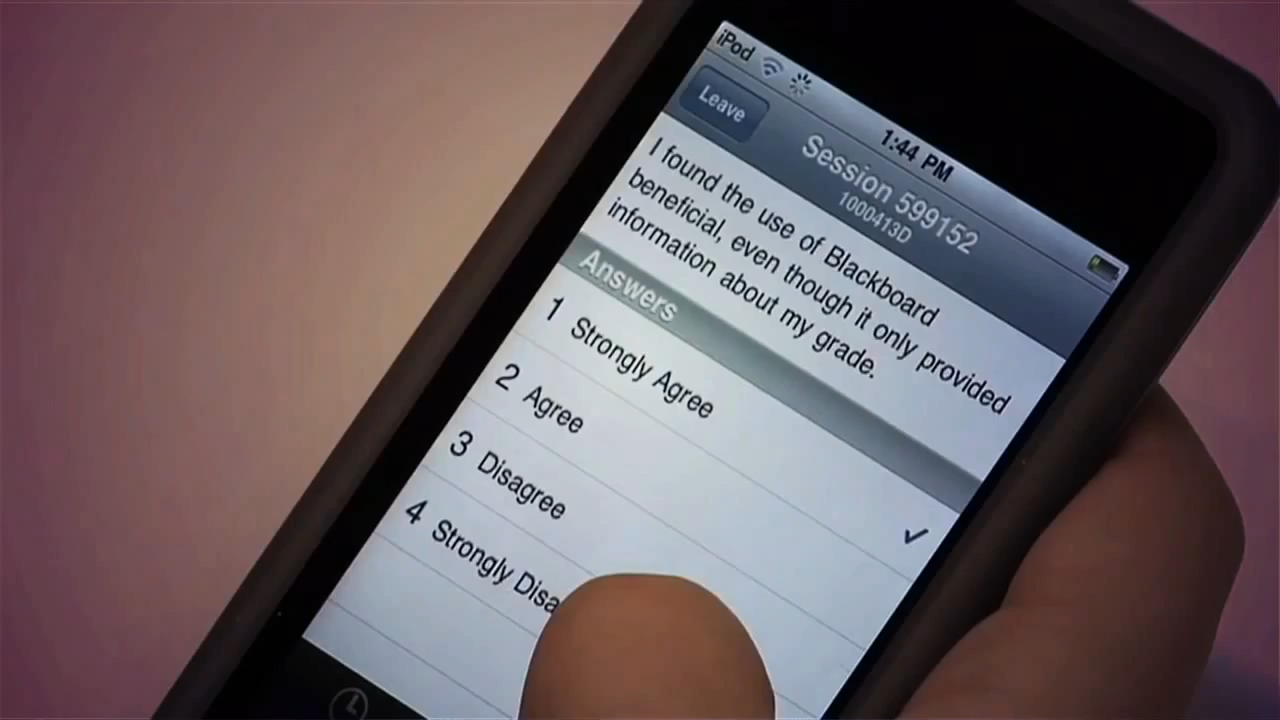 iPod 1:44 PM
Leave
Session 599152
1000413D
I found the use of Blackboard
beneficial, even though it only provided
information about my grade.
Answers
1 Strongly Agree
2 Agree
3 Disagree
4 Strongly Disa